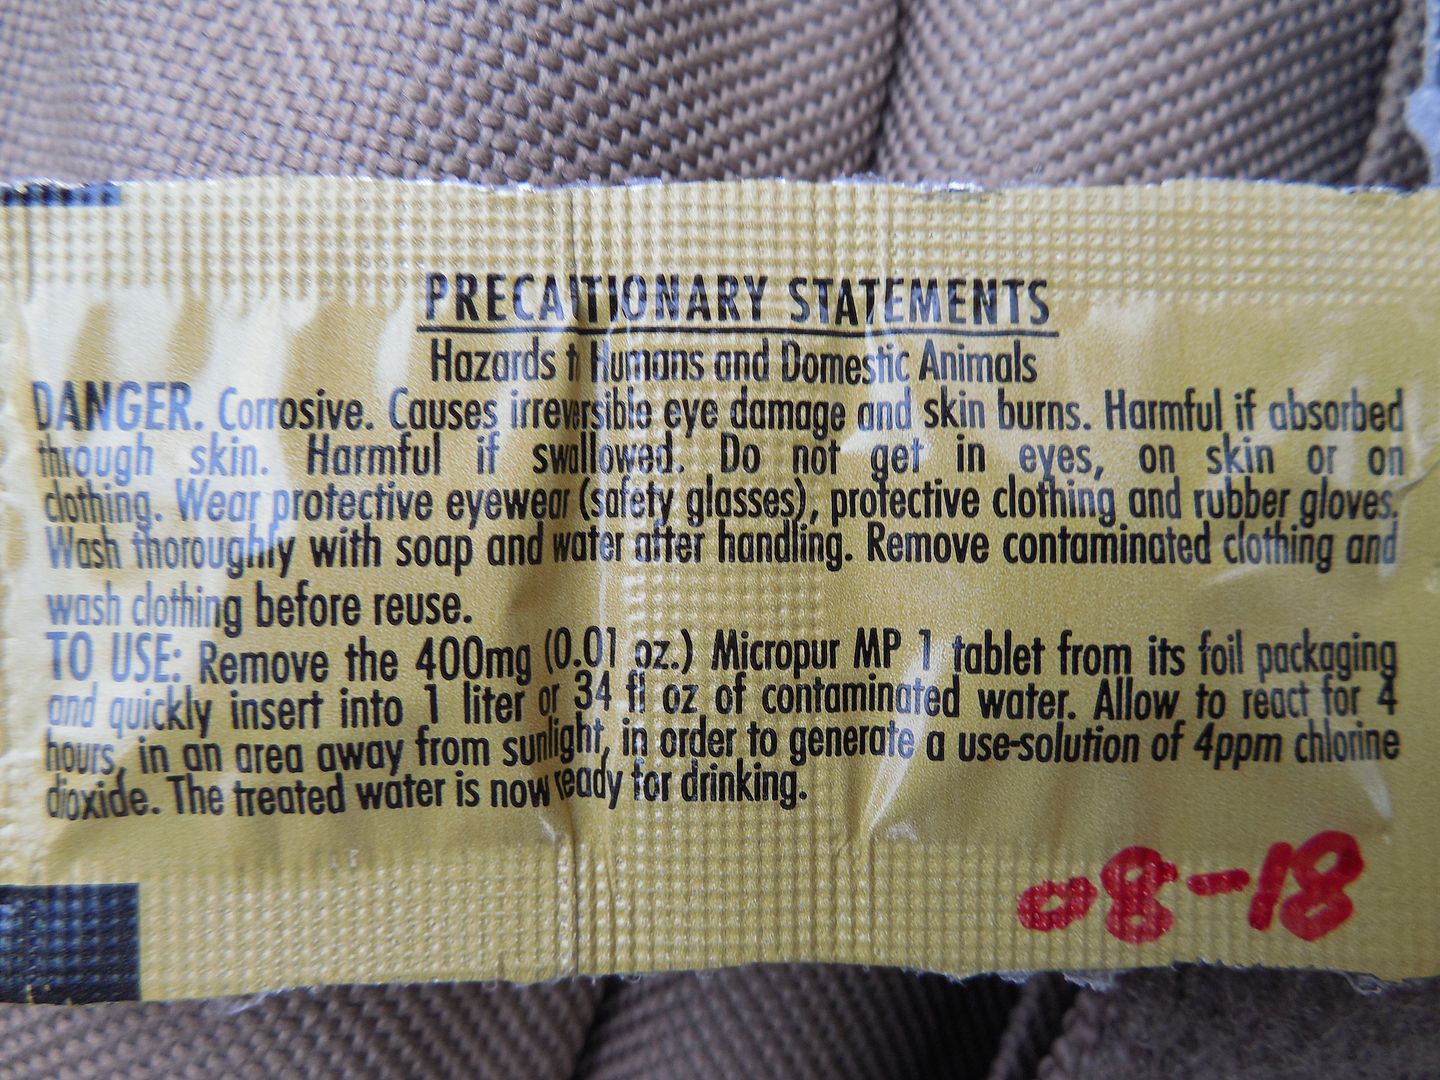 PRECAUTIONARY STATEMENTS
Hazards t Humans and Domestic Animals
DANGER. Corrosive. Causes irreversible eye damage and skin burns. Harmful if absorbed
through skin. Harmful if swallowed. Do not get in eyes, on skin or on
clothing. Wear protective eyewear (safety glasses), protective clothing and rubber gloves.
Wash thoroughly with soap and water after handling. Remove contaminated clothing and
wash clothing before reuse.
TO USE: Remove the 400mg (0.01 oz.) Micropur MP 1 tablet from its foil packaging
and quickly insert into 1 liter or 34 fl oz of contaminated water. Allow to react for 4
hours, in an area away from sunlight, in order to generate a use-solution of 4ppm chlorine
dioxide. The treated water is now ready for drinking.
08-18